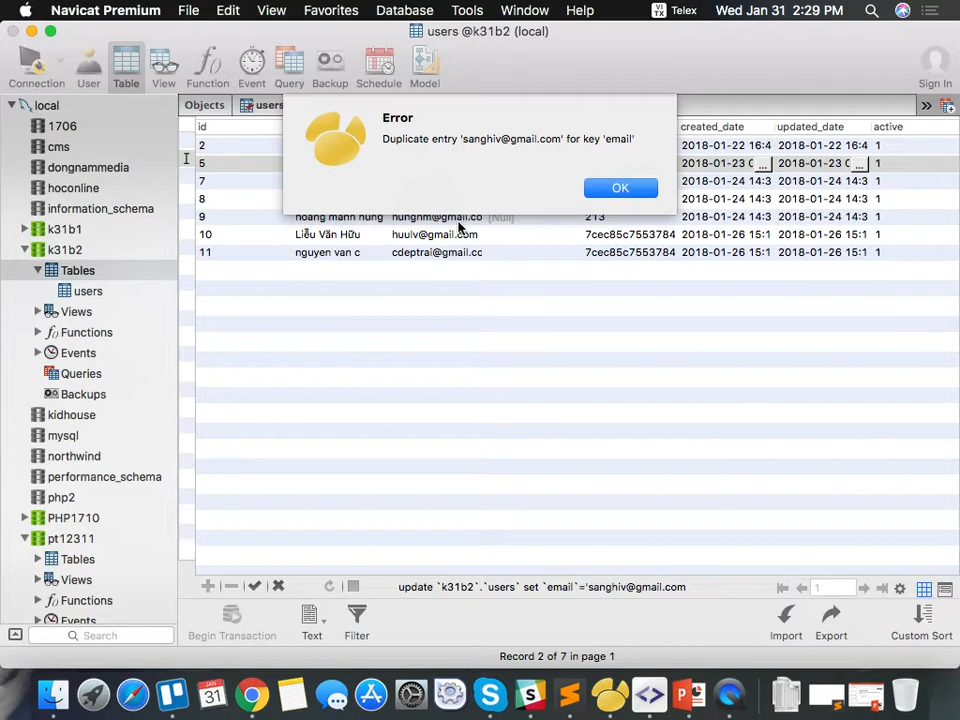 Navicat Premium File Edit View Favorites Database Tools Window Help VI TX Telex Wed Jan 31 2:29 PM
users @k31b2 (local)
Connection User Table View Function Event Query Backup Schedule Model Sign In
Objects users
local
1706
cms
dongnammedia
hoconline
information_schema
k31b1
k31b2
Tables
users
Views
Functions
Events
Queries
Backups
kidhouse
mysql
northwind
performance_schema
php2
PHP1710
pt12311
Tables
Views
Functions
Events
Search
Error
Duplicate entry 'sanghiv@gmail.com' for key 'email'
OK
id created_date updated_date active
2 2018-01-22 16:4 2018-01-22 16:4 1
5 2018-01-23 0 ... 2018-01-23 0 ... 1
7 2018-01-24 14:3 2018-01-24 14:3 1
8 2018-01-24 14:3 2018-01-24 14:3 1
9 hoang manh hung hunghm@gmail.co (Null) 213 2018-01-24 14:3 2018-01-24 14:3 1
10 Liễu Văn Hữu huulv@gmail.com 7cec85c7553784 2018-01-26 15:1 2018-01-26 15:1 1
11 nguyen van c cdeptrai@gmail.cc 7cec85c7553784 2018-01-26 15:1 2018-01-26 15:1 1
update `k31b2`.`users` set `email`='sanghiv@gmail.com
1
Begin Transaction Text Filter Import Export Custom Sort
Record 2 of 7 in page 1
JAN
31